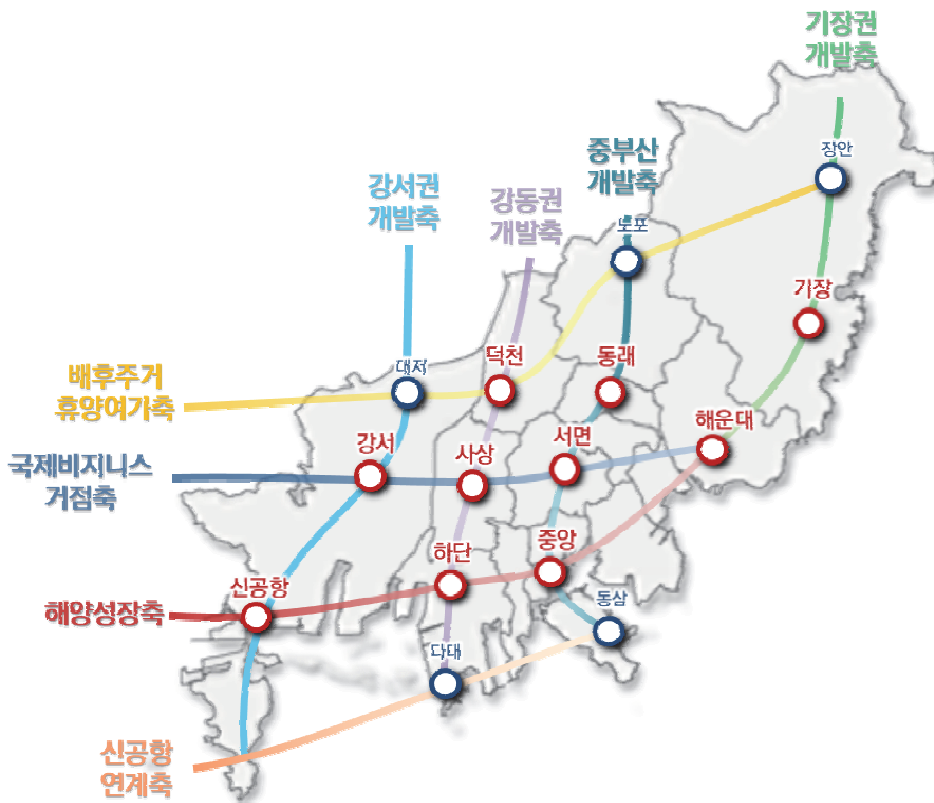 기장권
개발축
장안
중부산
개발축
강서권
개발축
강동권
개발축
노포
기장
대저
덕천
동래
배후주거
휴양여가축
해운대
강서
사상
서면
국제비지니스
거점축
하단
중앙
신공항
동삼
해양성장축
다대
신공항
연계축